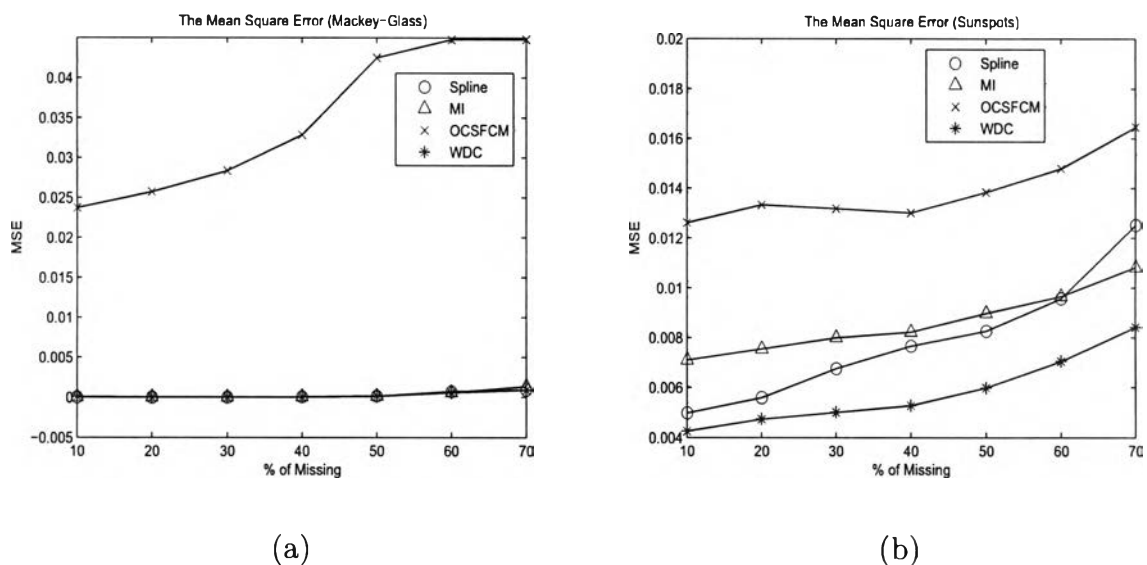 The Mean Square Error (Mackey-Glass)
0.04
0.035
0.03
0.025
0.02
0.015
0.01
0.005
0
-0.005
MSE
Spline
MI
OCSFCM
WDC
10 20 30 40 50 60 70
% of Missing
(a)
The Mean Square Error (Sunspots)
0.02
0.018
0.016
0.014
0.012
0.01
0.008
0.006
0.004
MSE
Spline
MI
OCSFCM
WDC
10 20 30 40 50 60 70
% of Missing
(b)